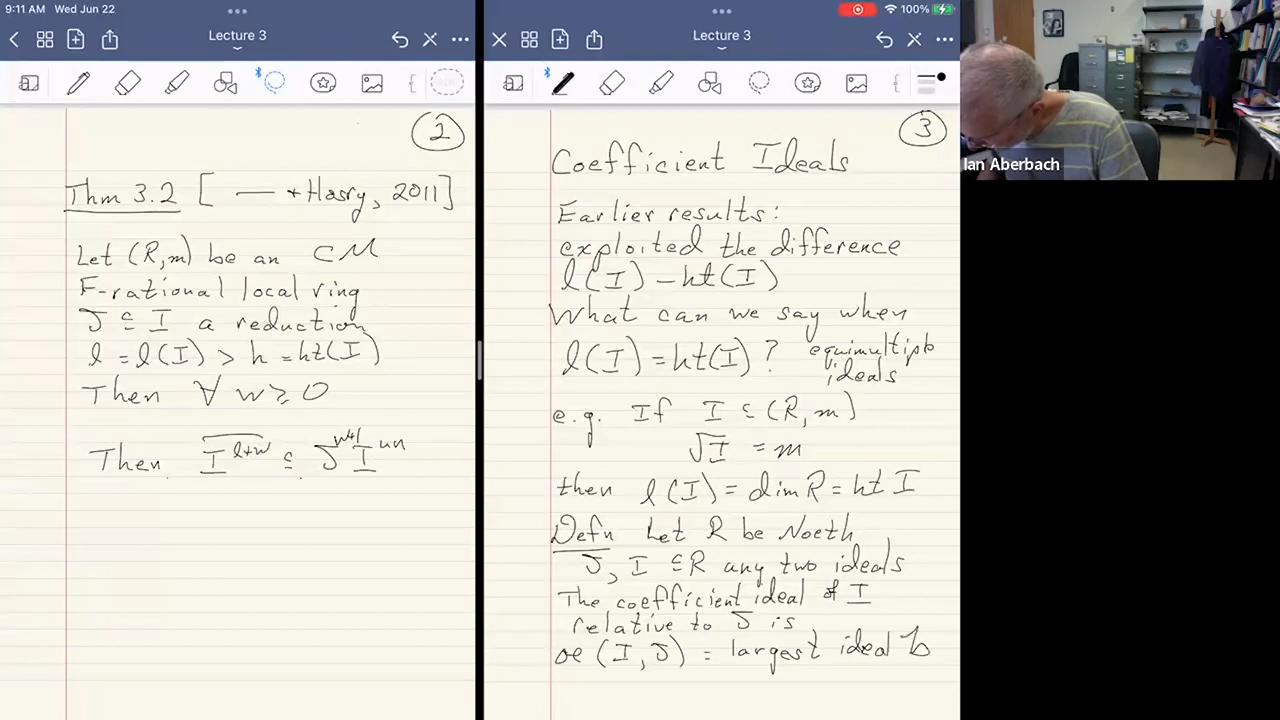 9:11 AM Wed Jun 22
100%
Lecture 3
Lecture 3
2
Thm 3.2 [ — + Hosry, 2011]
Let (R,m) be an CM
F-rational local ring
J ⊆ I a reduction
l = l(I) > h = ht(I)
Then ∀ w ≥ 0
Then
3
Coefficient Ideals
Earlier results:
exploited the difference
l(I) - ht(I)
What can we say when
l(I) = ht(I)? equimultiple
ideals
e.g. If I ⊆ (R, m)
√I = m
then l(I) = dim R = ht I
Defn Let R be Noeth
J, I ⊆ R any two ideals
The coefficient ideal of I
relative to J is
(I, J) = largest ideal b
Ian Aberbach